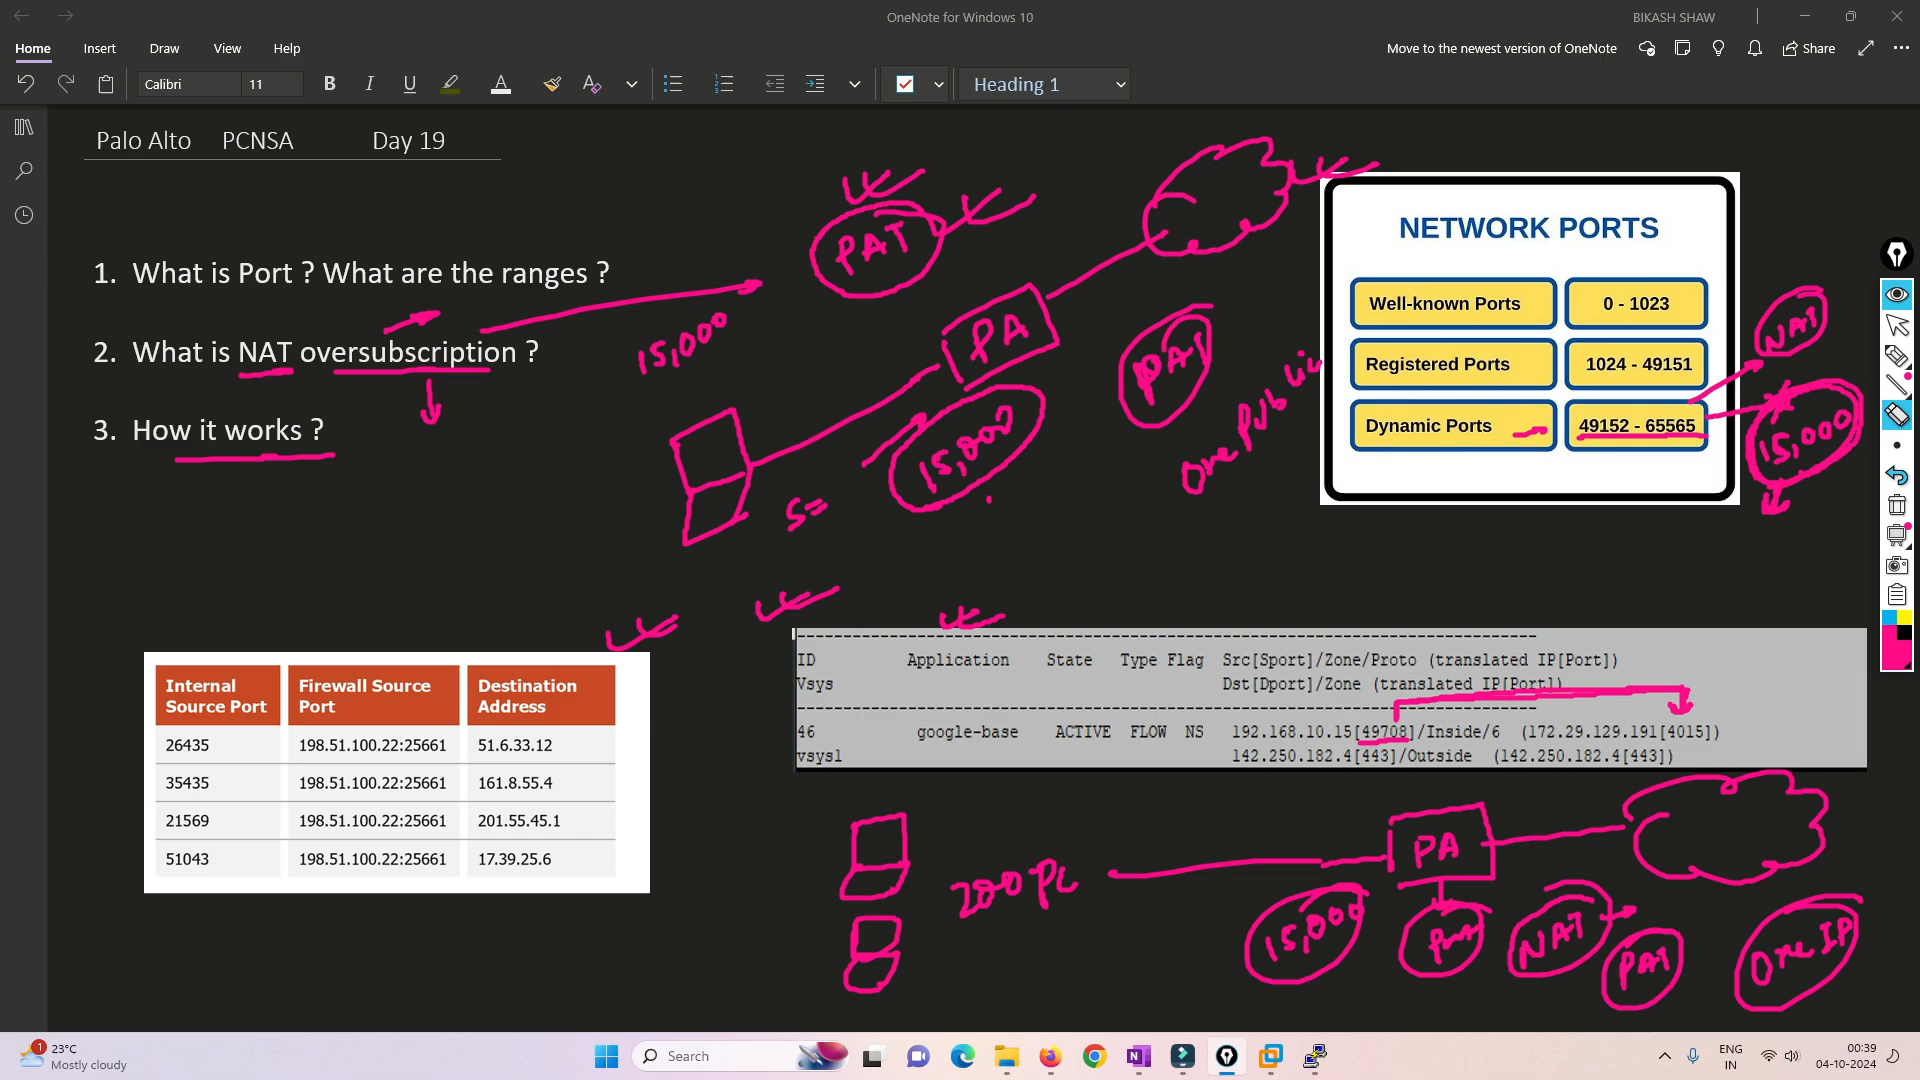 OneNote for Windows 10
BIKASH SHAW
Home Insert Draw View Help
Move to the newest version of OneNote
Share
Calibri 11 B I U A A Heading 1
Palo Alto PCNSA Day 19
1. What is Port ? What are the ranges ?
2. What is NAT oversubscription ?
3. How it works ?
15,000
PAT
PA
15,000
S=
PAT
One Public
NETWORK PORTS
Well-known Ports 0 - 1023
Registered Ports 1024 - 49151
Dynamic Ports 49152 - 65565
NAT
15,000
Internal Source Port Firewall Source Port Destination Address
26435 198.51.100.22:25661 51.6.33.12
35435 198.51.100.22:25661 161.8.55.4
21569 198.51.100.22:25661 201.55.45.1
51043 198.51.100.22:25661 17.39.25.6
ID Application State Type Flag Src[Sport]/Zone/Proto (translated IP[Port])
Vsys Dst[Dport]/Zone (translated IP[Port])
46 google-base ACTIVE FLOW NS 192.168.10.15[49708]/Inside/6 (172.29.129.191[4015])
vsys1 142.250.182.4[443]/Outside (142.250.182.4[443])
200 PC
PA
15,000
NAT
PAT
One IP
1
23°C
Mostly cloudy
Search
ENG
IN
00:39
04-10-2024